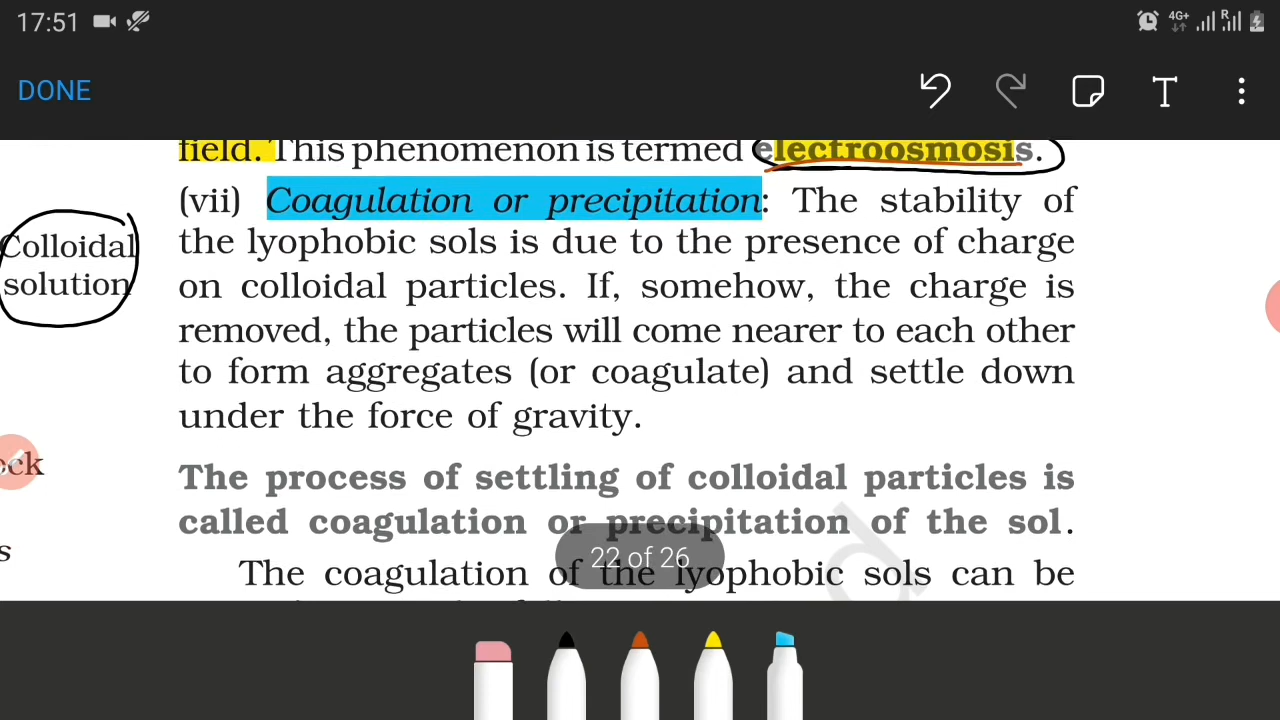 17:51
4G+ R
DONE
field. This phenomenon is termed electroosmosis.
(vii) Coagulation or precipitation: The stability of
the lyophobic sols is due to the presence of charge
on colloidal particles. If, somehow, the charge is
removed, the particles will come nearer to each other
to form aggregates (or coagulate) and settle down
under the force of gravity.
Colloidal
solution
ock
The process of settling of colloidal particles is
called coagulation or precipitation of the sol.
s
22 of 26
The coagulation of the lyophobic sols can be
T
d